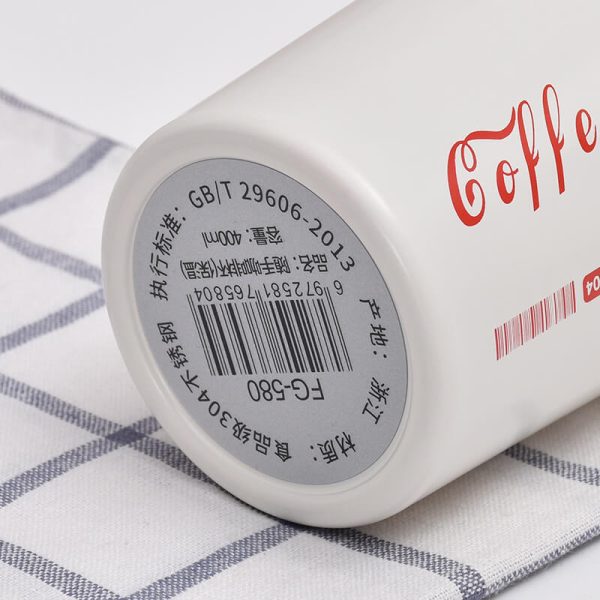 执行标准：GB/T 29606-2013
产地：浙江
材质：食品级304不锈钢
FG-580
6 972581 765804
品名：随手咖啡杯(保温)
容量：400ml
Coffe
04